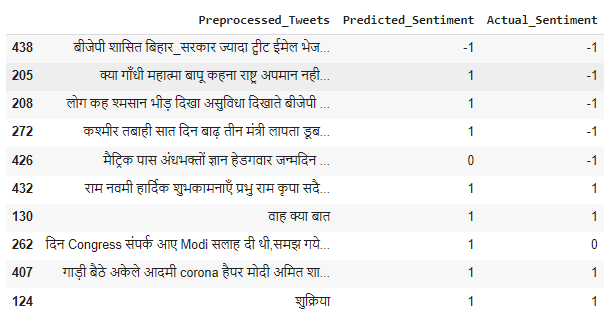 Preprocessed_Tweets Predicted_Sentiment Actual_Sentiment
438 बीजेपी शासित बिहार_सरकार ज्यादा ट्वीट ईमेल भेज... -1 -1
205 क्या गाँधी महात्मा बापू कहना राष्ट्र अपमान नही... 1 -1
208 लोग कह श्मसान भीड़ दिखा असुविधा दिखाते बीजेपी ... 1 -1
272 कश्मीर तबाही सात दिन बाढ़ तीन मंत्री लापता डूब... 1 -1
426 मैट्रिक पास अंधभक्तों ज्ञान हेडगवार जन्मदिन ... 0 -1
432 राम नवमी हार्दिक शुभकामनाएँ प्रभु राम कृपा सदै... 1 1
130 वाह क्या बात 1 1
262 दिन Congress संपर्क आए Modi सलाह दी थी,समझ गये... 1 0
407 गाड़ी बैठे अकेले आदमी corona हैपर मोदी अमित शा... 1 1
124 शुक्रिया 1 1